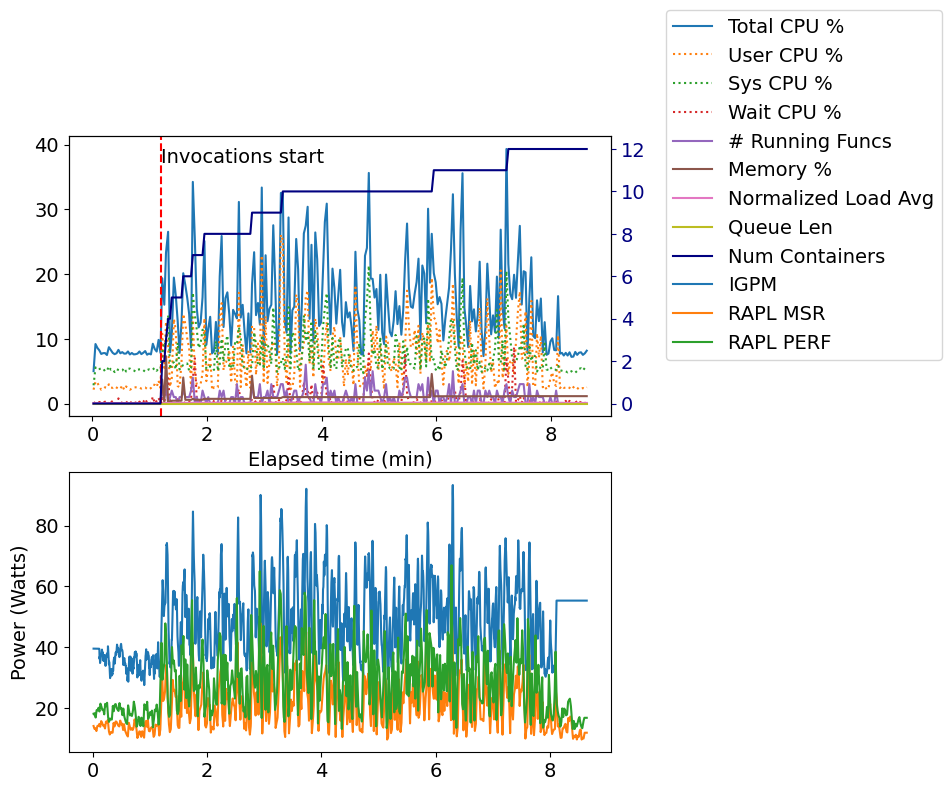 Total CPU %
User CPU %
Sys CPU %
Wait CPU %
# Running Funcs
Memory %
Normalized Load Avg
Queue Len
Num Containers
IGPM
RAPL MSR
RAPL PERF
Invocations start
40
30
20
10
0
12
10
8
6
4
2
0
0 2 4 6 8
Elapsed time (min)
Power (Watts)
80
60
40
20
0 2 4 6 8